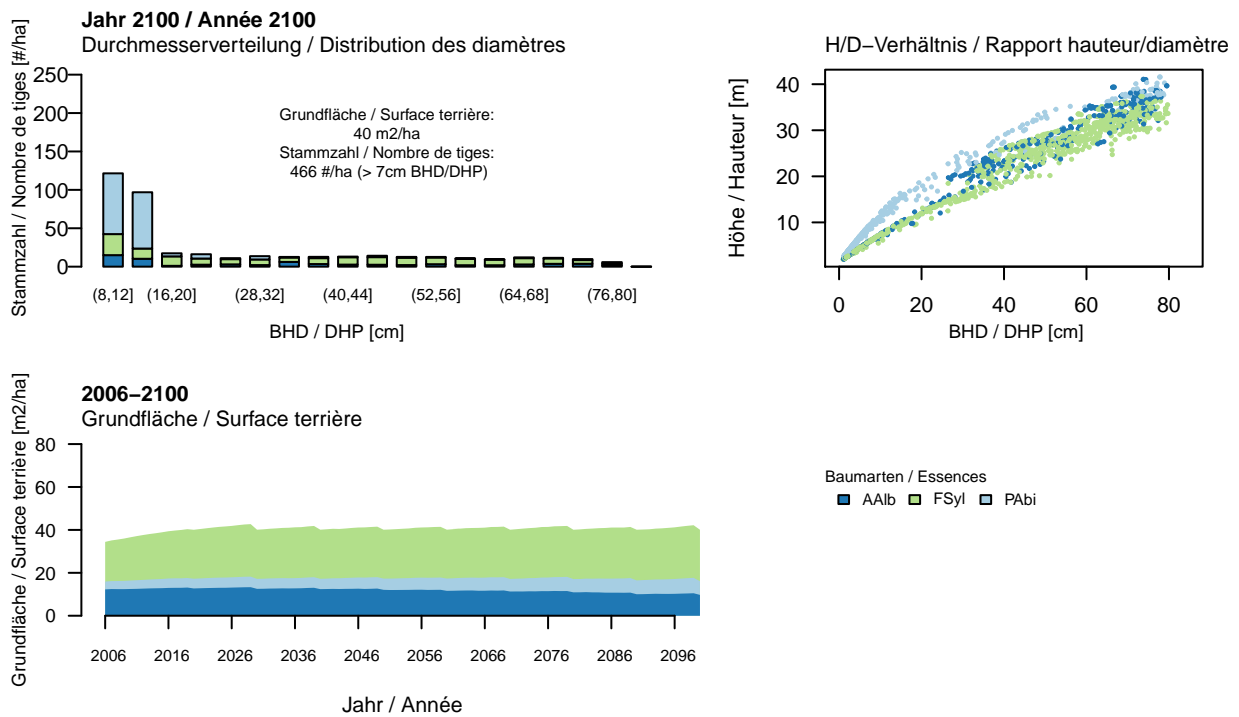 Jahr 2100 / Année 2100
Durchmesserverteilung / Distribution des diamètres
Stammzahl / Nombre de tiges [#/ha]
250
200
150
100
50
0
Grundfläche / Surface terrière:
40 m2/ha
Stammzahl / Nombre de tiges:
466 #/ha (> 7cm BHD/DHP)
(8,12] (16,20] (28,32] (40,44] (52,56] (64,68] (76,80]
BHD / DHP [cm]
H/D−Verhältnis / Rapport hauteur/diamètre
Höhe / Hauteur [m]
40
30
20
10
0 20 40 60 80
BHD / DHP [cm]
2006−2100
Grundfläche / Surface terrière
Grundfläche / Surface terrière [m2/ha]
80
60
40
20
0
2006 2016 2026 2036 2046 2056 2066 2076 2086 2096
Jahr / Année
Baumarten / Essences
AAlb FSyl PAbi